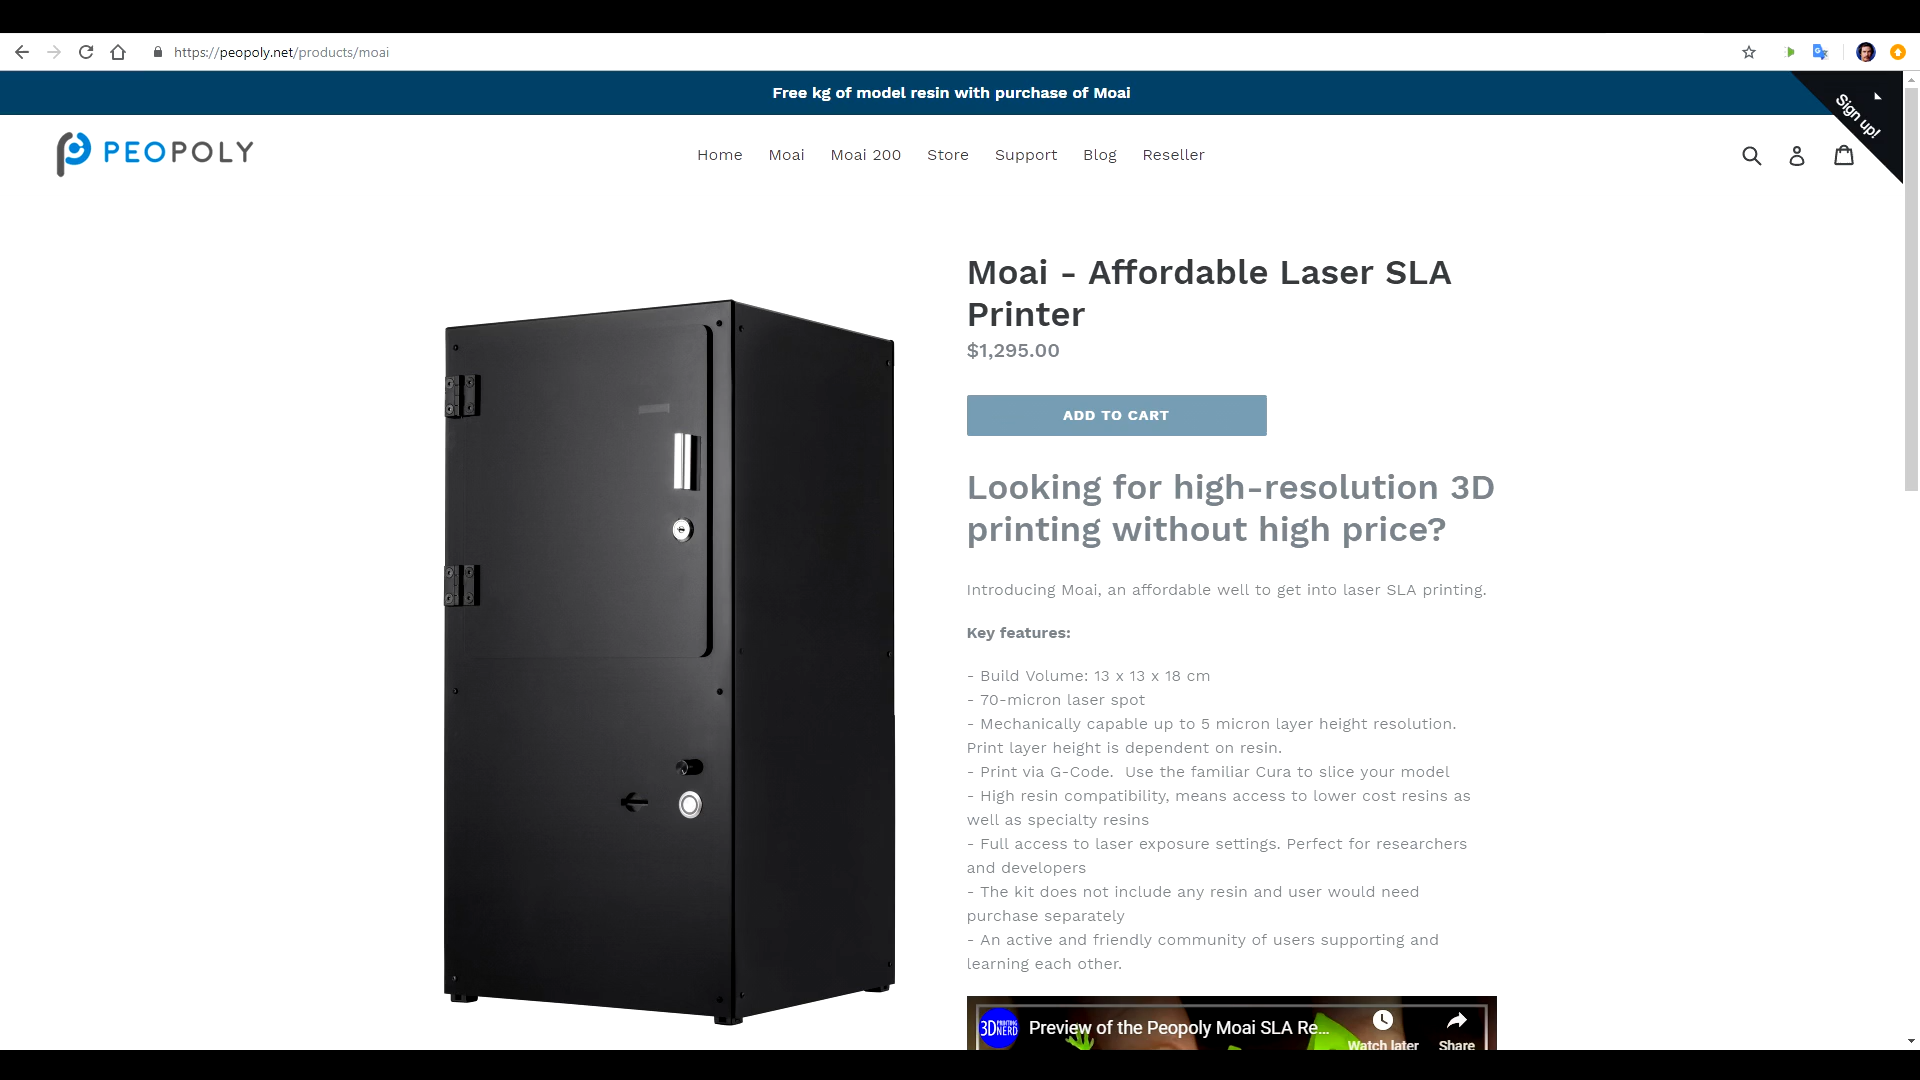 https://peopoly.net/products/moai
Free kg of model resin with purchase of Moai
Sign up!
PEOPOLY
Home Moai Moai 200 Store Support Blog Reseller
Moai - Affordable Laser SLA
Printer
$1,295.00
ADD TO CART
Looking for high-resolution 3D
printing without high price?
Introducing Moai, an affordable well to get into laser SLA printing.
Key features:
- Build Volume: 13 x 13 x 18 cm
- 70-micron laser spot
- Mechanically capable up to 5 micron layer height resolution.
Print layer height is dependent on resin.
- Print via G-Code.  Use the familiar Cura to slice your model
- High resin compatibility, means access to lower cost resins as
well as specialty resins
- Full access to laser exposure settings. Perfect for researchers
and developers
- The kit does not include any resin and user would need
purchase separately
- An active and friendly community of users supporting and
learning each other.
3D PRINTING NERD
Preview of the Peopoly Moai SLA Re...
Watch later Share